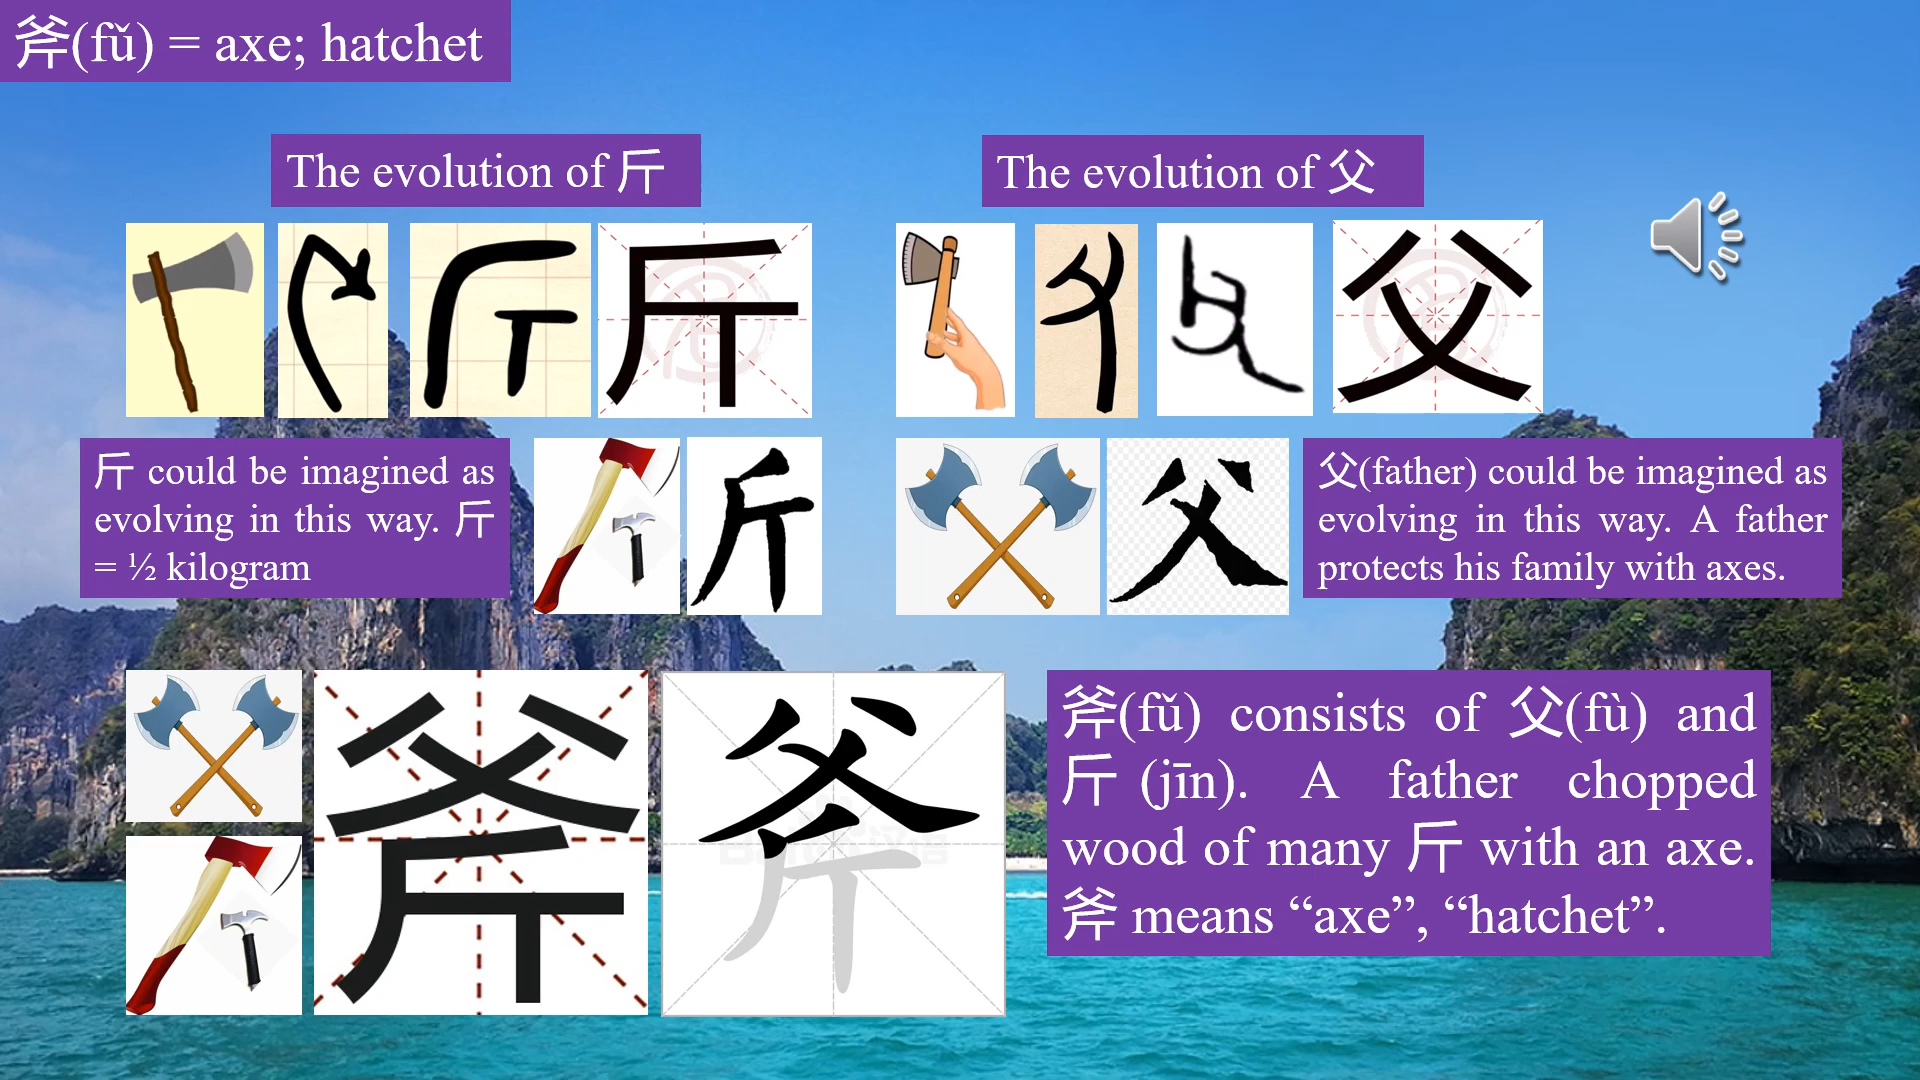 斧(fǔ) = axe; hatchet
The evolution of 斤
The evolution of 父
斤
父
斤 could be imagined as
evolving in this way. 斤
= ½ kilogram
斤
父
父(father) could be imagined as
evolving in this way. A father
protects his family with axes.
斧
斧
斧(fǔ) consists of 父(fù) and
斤 (jīn). A father chopped
wood of many 斤 with an axe.
斧 means “axe”, “hatchet”.